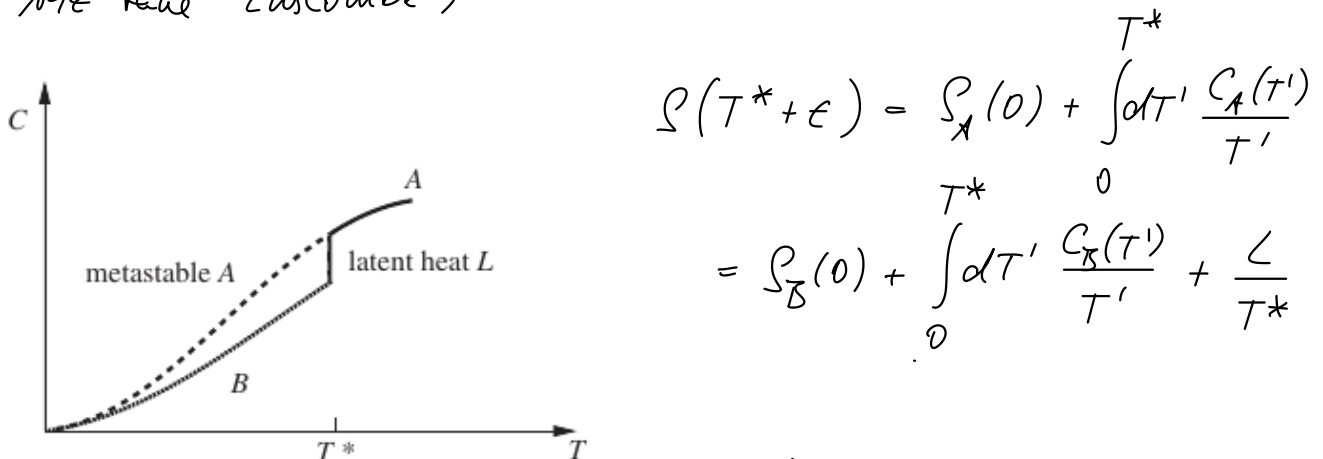 C
A
metastable A
latent heat L
B
T *
T
S(T* + ϵ) = S_A(0) + ∫_0^{T*} dT' C_A(T')/T'
= S_B(0) + ∫_0^{T*} dT' C_B(T')/T' + L/T*